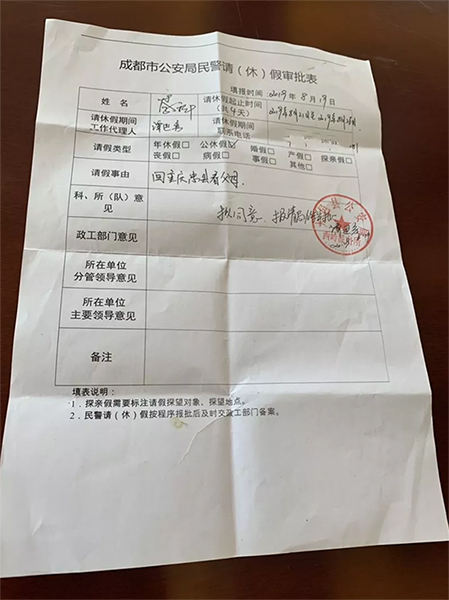 成都市公安局民警请（休）假审批表
填报时间：2019年8月19日
姓名
请休假起止时间
（共4天）
请休假期间
工作代理人
请休假期间
联系电话
请假类型
年休假□ 公休假 婚假□ 产假□ 探亲假□
丧假□ 病假□ 事假□ 其他□
请假事由
回重庆忠县看父母
科、所（队）意见
拟同意、报请
政工部门意见
所在单位
分管领导意见
所在单位
主要领导意见
备注
填表说明：
1．探亲假需要标注请假探望对象、探望地点。
2．民警请（休）假按程序报批后及时交政工部门备案。